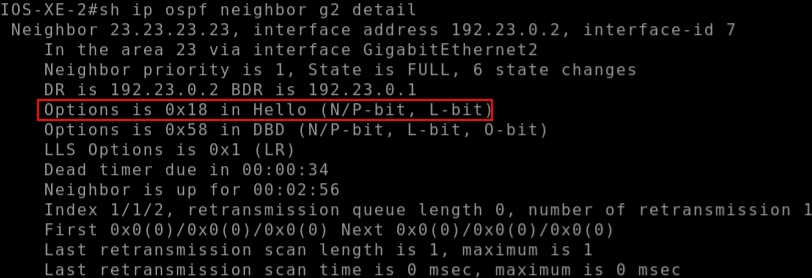 IOS-XE-2#sh ip ospf neighbor g2 detail
Neighbor 23.23.23.23, interface address 192.23.0.2, interface-id 7
In the area 23 via interface GigabitEthernet2
Neighbor priority is 1, State is FULL, 6 state changes
DR is 192.23.0.2 BDR is 192.23.0.1
Options is 0x18 in Hello (N/P-bit, L-bit)
Options is 0x58 in DBD (N/P-bit, L-bit, O-bit)
LLS Options is 0x1 (LR)
Dead timer due in 00:00:34
Neighbor is up for 00:02:56
Index 1/1/2, retransmission queue length 0, number of retransmission 1
First 0x0(0)/0x0(0)/0x0(0) Next 0x0(0)/0x0(0)/0x0(0)
Last retransmission scan length is 1, maximum is 1
Last retransmission scan time is 0 msec, maximum is 0 msec